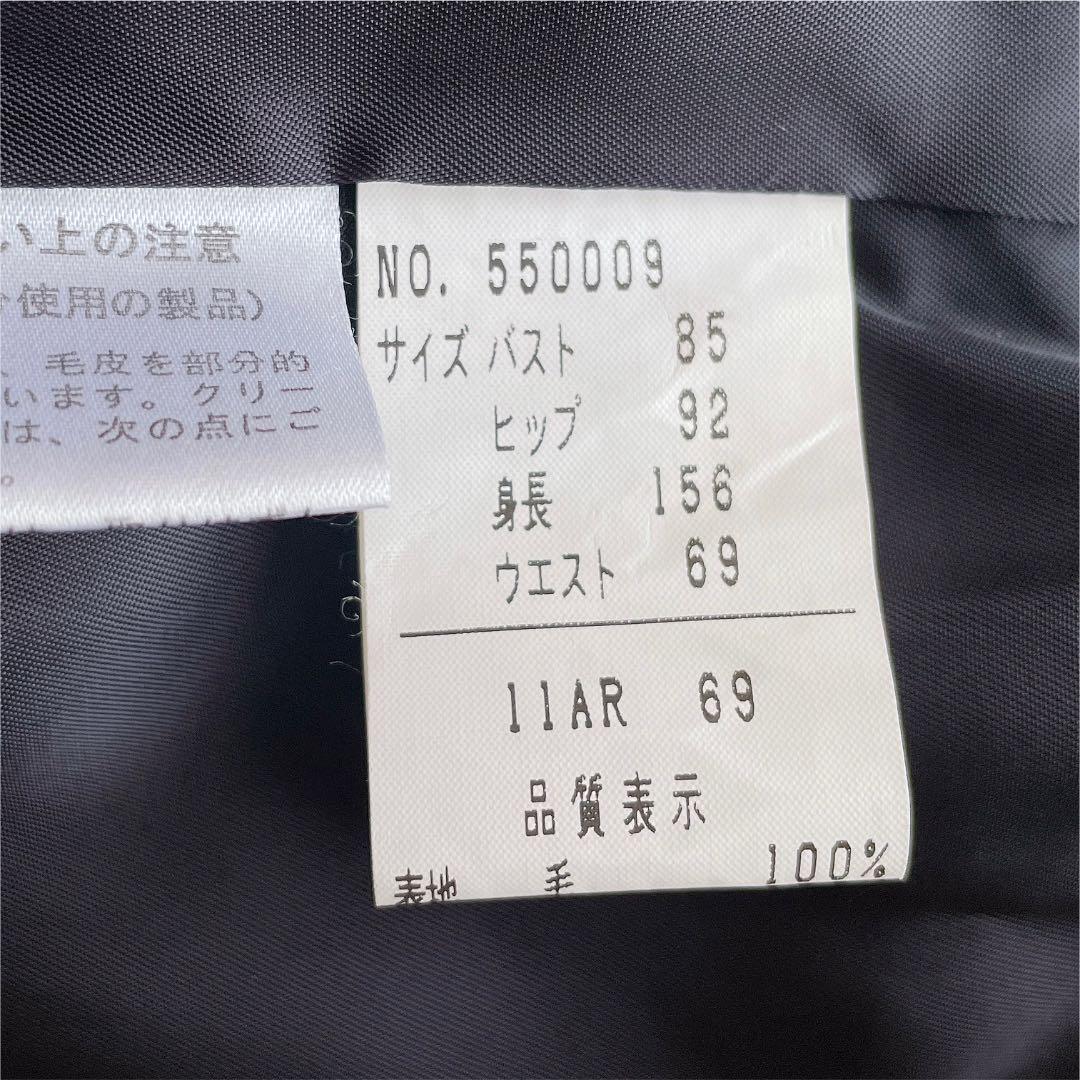 い上の注意
使用の製品)
、毛皮を部分的
います。クリー
は、次の点にご
。
NO. 550009
サイズ バスト 85
ヒップ 92
身長 156
ウエスト 69
11AR 69
品質表示
表地 毛 100%